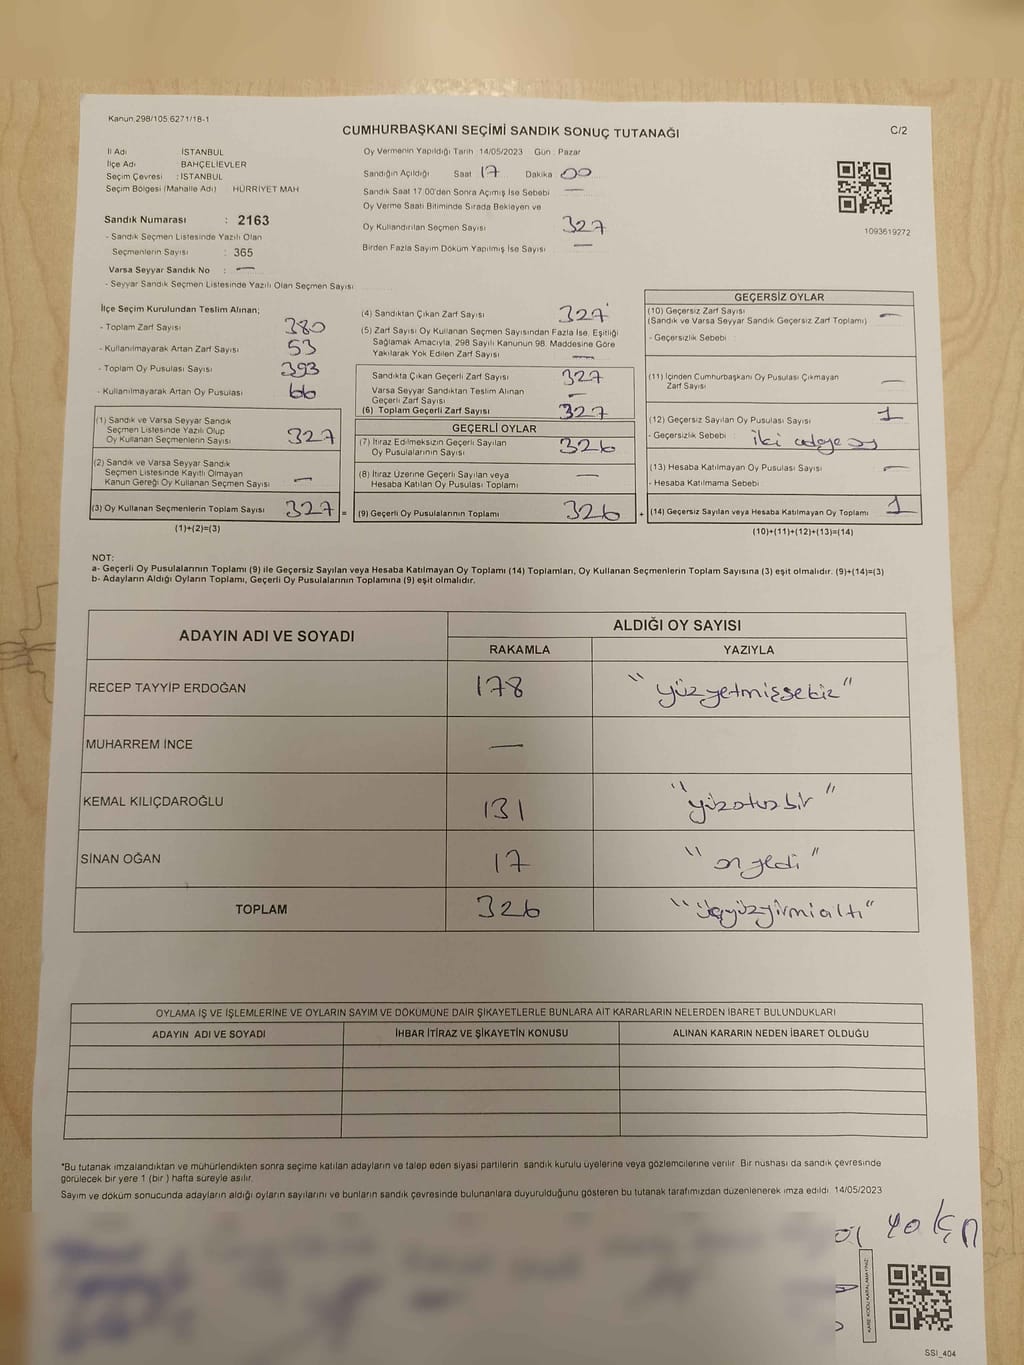 Kanun:298/105.6271/18-1
CUMHURBAŞKANI SEÇİMİ SANDIK SONUÇ TUTANAĞI
C/2
İl Adı İSTANBUL
İlçe Adı : BAHÇELİEVLER
Seçim Çevresi : İSTANBUL
Seçim Bölgesi (Mahalle Adı) : HÜRRİYET MAH
Sandık Numarası : 2163
- Sandık Seçmen Listesinde Yazılı Olan
Seçmenlerin Sayısı : 365
Varsa Seyyar Sandık No : —
- Seyyar Sandık Seçmen Listesinde Yazılı Olan Seçmen Sayısı
Oy Vermenin Yapıldığı Tarih 14/05/2023 Gün : Pazar
Sandığın Açıldığı Saat 17 Dakika 00
Sandık Saat 17.00'den Sonra Açımış İse Sebebi —
Oy Verme Saati Bitiminde Sırada Bekleyen ve
Oy Kullandırılan Seçmen Sayısı 327
Birden Fazla Sayım Döküm Yapılmış İse Sayısı —
1093619272
İlçe Seçim Kurulundan Teslim Alınan;
- Toplam Zarf Sayısı 380
- Kullanılmayarak Artan Zarf Sayısı 53
- Toplam Oy Pusulası Sayısı 393
- Kullanılmayarak Artan Oy Pusulası 66
(1) Sandık ve Varsa Seyyar Sandık
Seçmen Listesinde Yazılı Olup
Oy Kullanan Seçmenlerin Sayısı 327
(2) Sandık ve Varsa Seyyar Sandık
Seçmen Listesinde Kayıtlı Olmayan
Kanun Gereği Oy Kullanan Seçmen Sayısı —
(3) Oy Kullanan Seçmenlerin Toplam Sayısı 327 =
(1)+(2)=(3)
(4) Sandıktan Çıkan Zarf Sayısı 327
(5) Zarf Sayısı Oy Kullanan Seçmen Sayısından Fazla İse, Eşitliği
Sağlamak Amacıyla, 298 Sayılı Kanunun 98. Maddesine Göre
Yakılarak Yok Edilen Zarf Sayısı —
Sandıkta Çıkan Geçerli Zarf Sayısı 327
Varsa Seyyar Sandıktan Teslim Alınan
Geçerli Zarf Sayısı —
(6) Toplam Geçerli Zarf Sayısı 327
GEÇERLİ OYLAR
(7) İtiraz Edilmeksizin Geçerli Sayılan
Oy Pusulalarının Sayısı 326
(8) İtiraz Üzerine Geçerli Sayılan veya
Hesaba Katılan Oy Pusulası Toplamı —
(9) Geçerli Oy Pusulalarının Toplamı 326 +
GEÇERSİZ OYLAR
(10) Geçersiz Zarf Sayısı —
(Sandık ve Varsa Seyyar Sandık Geçersiz Zarf Toplamı)
- Geçersizlik Sebebi
(11) İçinden Cumhurbaşkanı Oy Pusulası Çıkmayan
Zarf Sayısı —
(12) Geçersiz Sayılan Oy Pusulası Sayısı 1
- Geçersizlik Sebebi : iki adaya oy
(13) Hesaba Katılmayan Oy Pusulası Sayısı —
- Hesaba Katılmama Sebebi
(14) Geçersiz Sayılan veya Hesaba Katılmayan Oy Toplamı 1
(10)+(11)+(12)+(13)=(14)
NOT:
a- Geçerli Oy Pusulalarının Toplamı (9) ile Geçersiz Sayılan veya Hesaba Katılmayan Oy Toplamı (14) Toplamları, Oy Kullanan Seçmenlerin Toplam Sayısına (3) eşit olmalıdır. (9)+(14)=(3)
b- Adayların Aldığı Oyların Toplamı, Geçerli Oy Pusulalarının Toplamına (9) eşit olmalıdır.
ADAYIN ADI VE SOYADI ALDIĞI OY SAYISI
RAKAMLA YAZIYLA
RECEP TAYYİP ERDOĞAN 178 "yüzyetmişsekiz"
MUHARREM İNCE —
KEMAL KILIÇDAROĞLU 131 "yüzotuzbir"
SİNAN OĞAN 17 "onyedi"
TOPLAM 326 "üçyüzyirmialtı"
OYLAMA İŞ VE İŞLEMLERİNE VE OYLARIN SAYIM VE DÖKÜMÜNE DAİR ŞİKAYETLERLE BUNLARA AİT KARARLARIN NELERDEN İBARET BULUNDUKLARI
ADAYIN ADI VE SOYADI İHBAR İTİRAZ VE ŞİKAYETİN KONUSU ALINAN KARARIN NEDEN İBARET OLDUĞU
*Bu tutanak imzalandıktan ve mühürlendikten sonra seçime katılan adayların ve talep eden siyasi partilerin sandık kurulu üyelerine veya gözlemcilerine verilir. Bir nüshası da sandık çevresinde
görülecek bir yere 1 (bir) hafta süreyle asılır.
Sayım ve döküm sonucunda adayların aldığı oyların sayılarını ve bunların sandık çevresinde bulunanlara duyurulduğunu gösteren bu tutanak tarafımızdan düzenlenerek imza edildi. 14/05/2023
KARE KODU KARALAMAYINIZ!
SSI_404